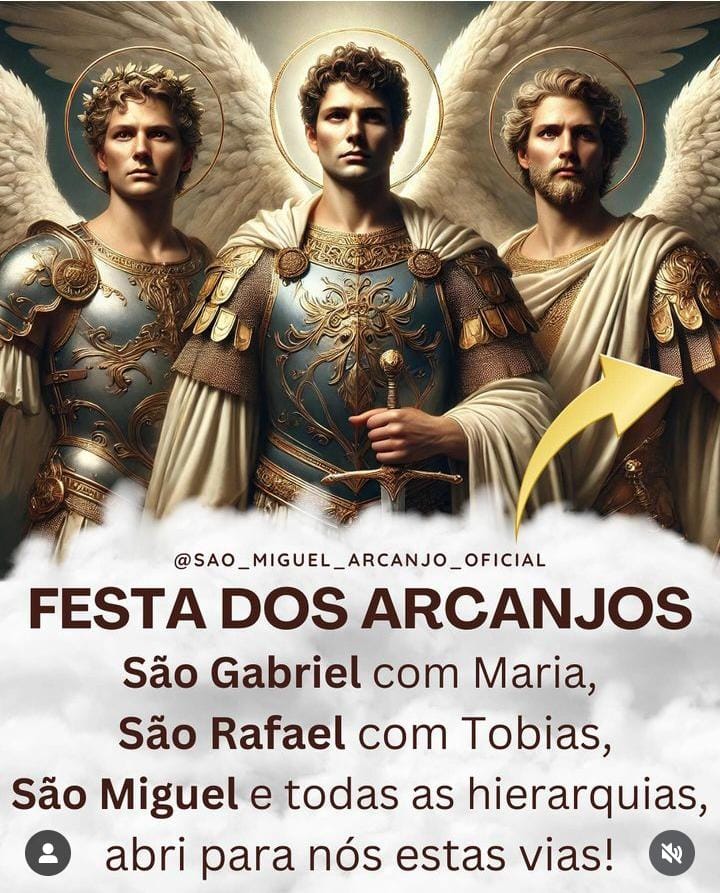 @SAO_MIGUEL_ARCANJO_OFICIAL
FESTA DOS ARCANJOS
São Gabriel com Maria,
São Rafael com Tobias,
São Miguel e todas as hierarquias,
abri para nós estas vias!